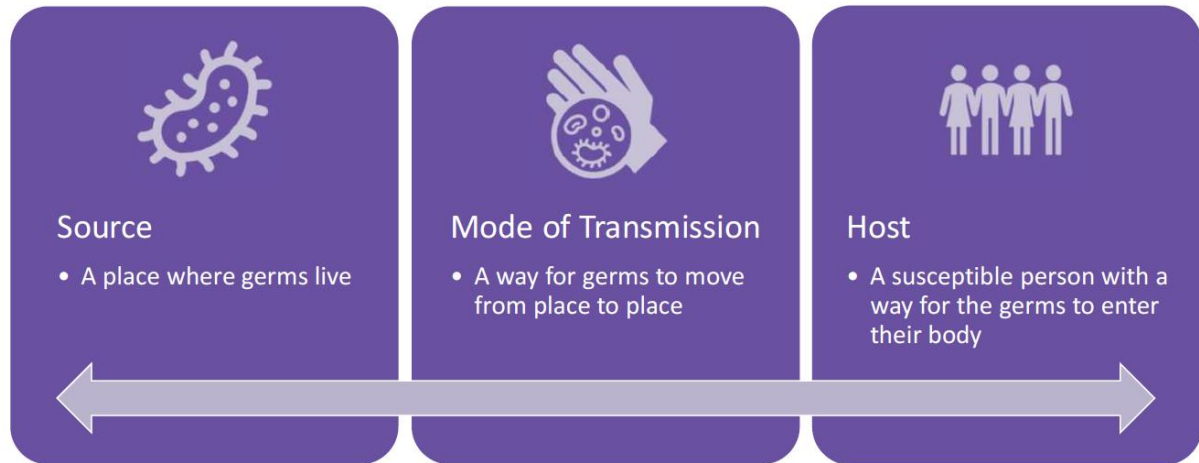 Source
• A place where germs live
Mode of Transmission
• A way for germs to move
from place to place
Host
• A susceptible person with a
way for the germs to enter
their body